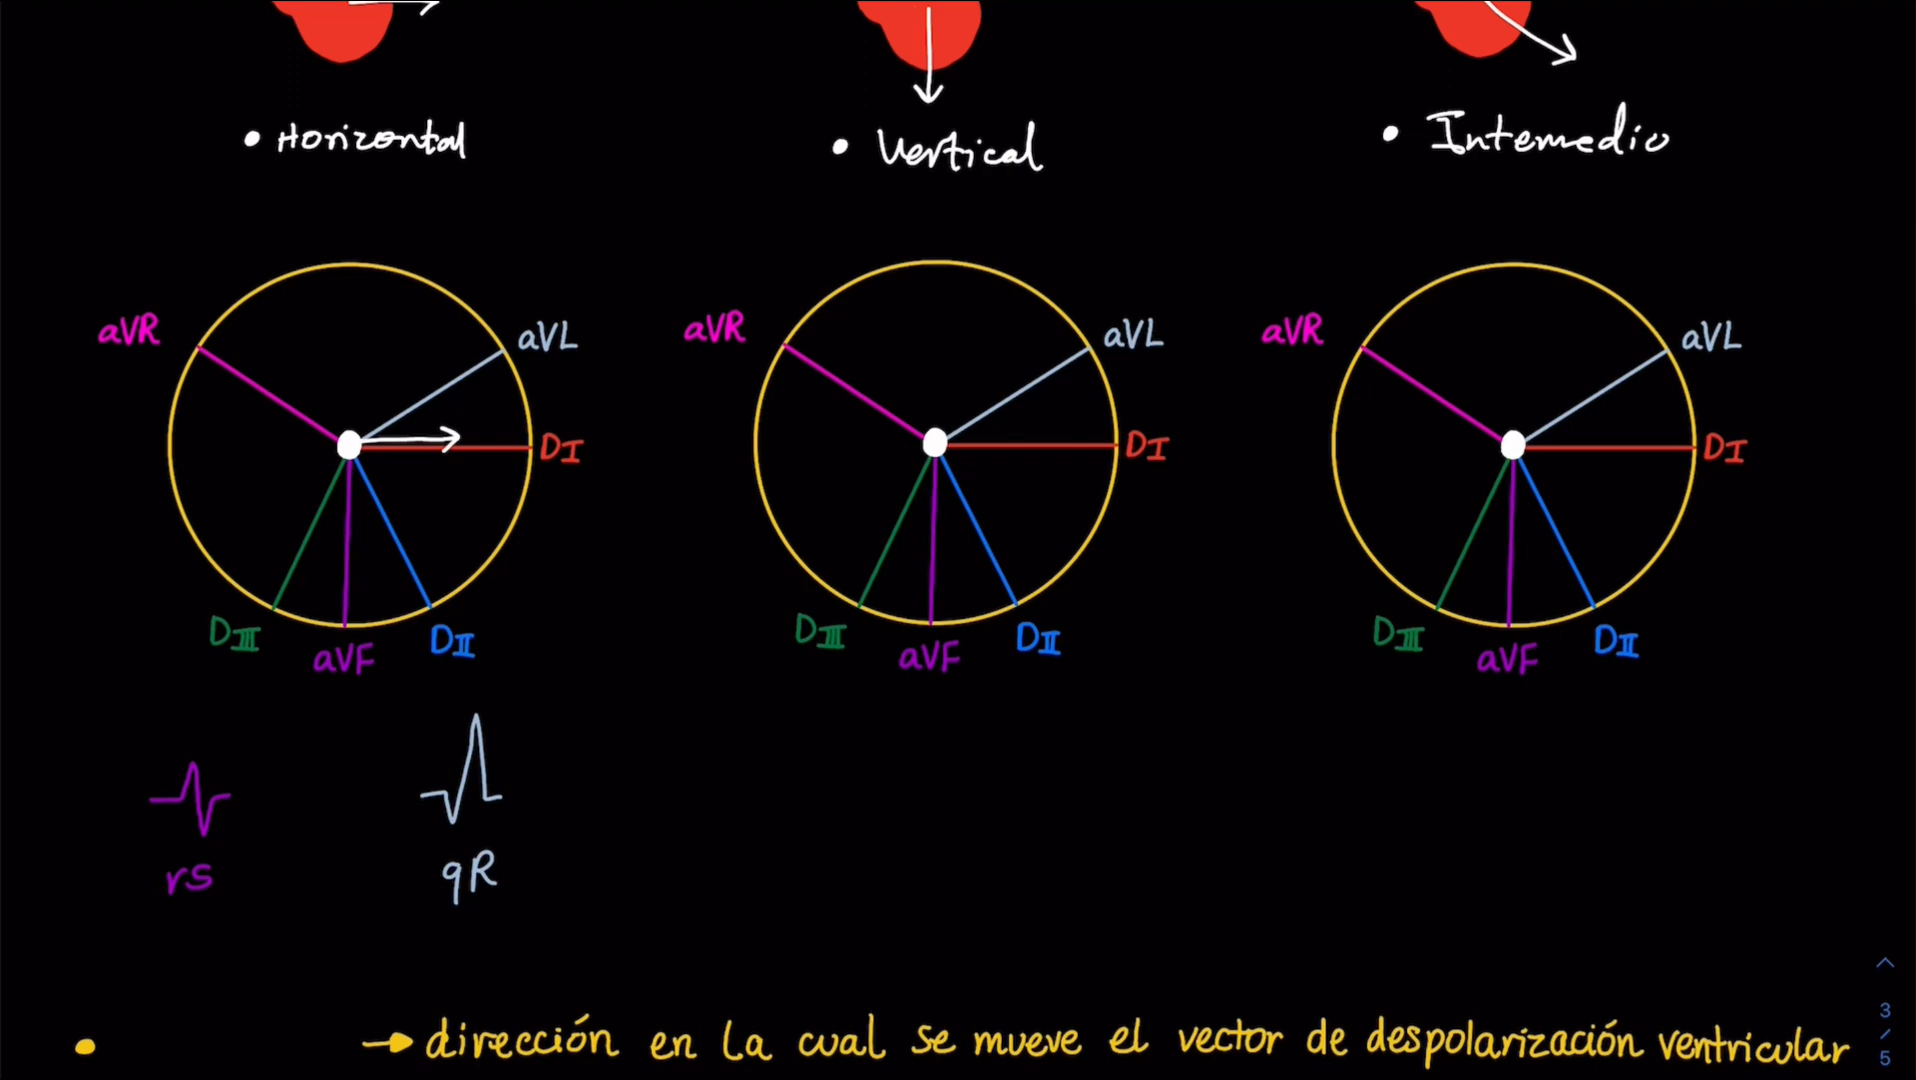 • Horizontal
• Vertical
• Intemedio
aVR aVL aVR aVL aVR aVL
DI DI DI
DIII aVF DII DIII aVF DII DIII aVF DII
rS qR
• → dirección en la cual se mueve el vector de despolarización ventricular
3
/
5